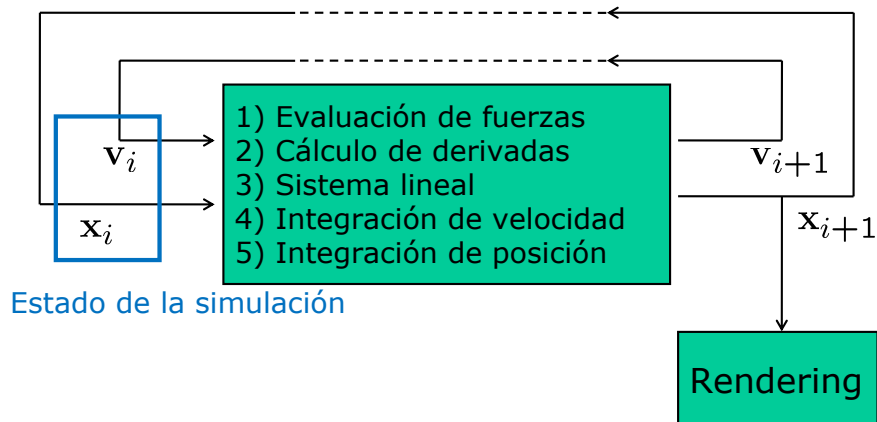 1) Evaluación de fuerzas
2) Cálculo de derivadas
3) Sistema lineal
4) Integración de velocidad
5) Integración de posición
v_i
x_i
v_{i+1}
x_{i+1}
Estado de la simulación
Rendering